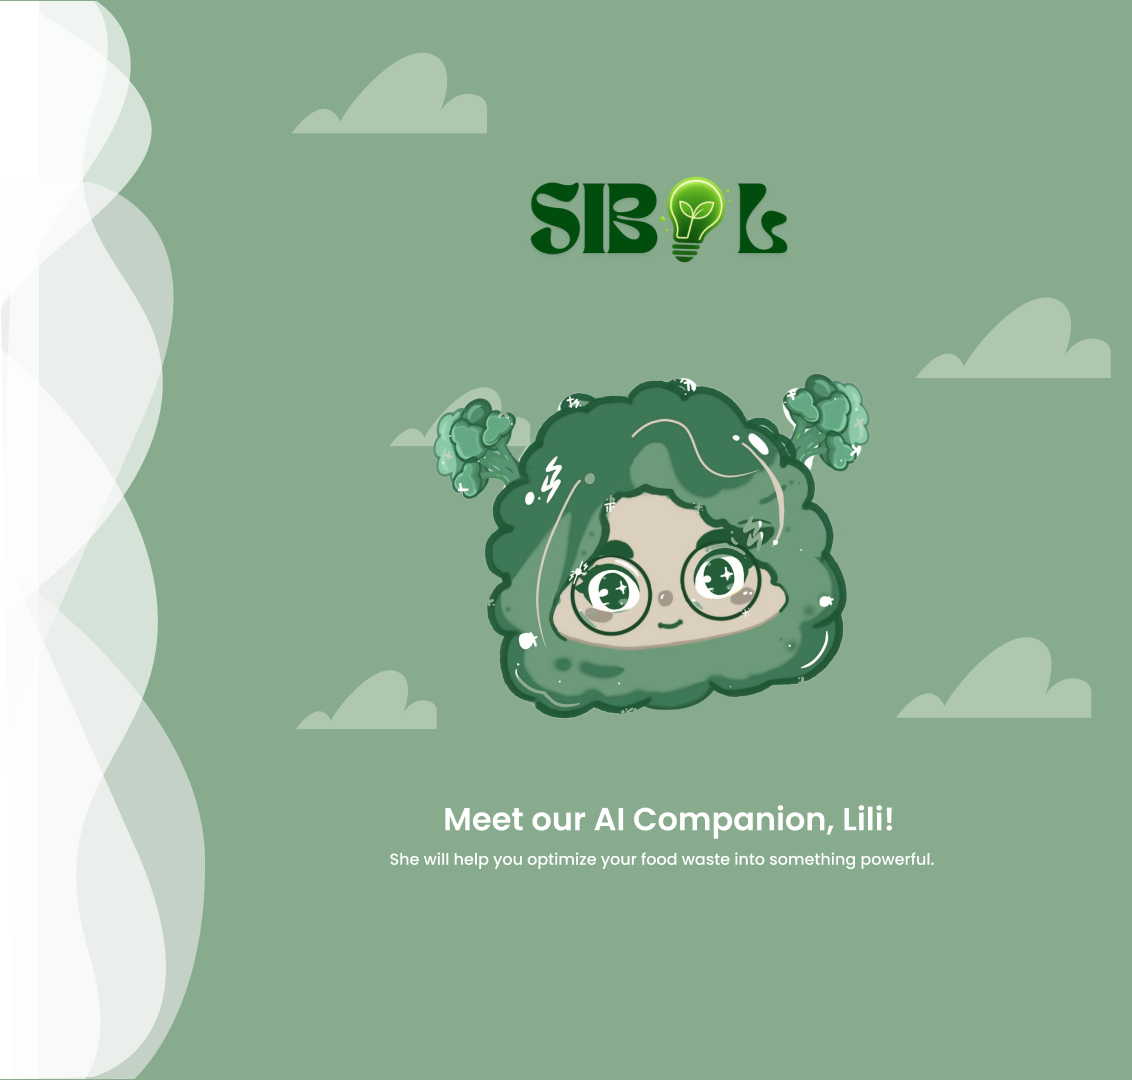 SIBOL
Meet our AI Companion, Lili!
She will help you optimize your food waste into something powerful.